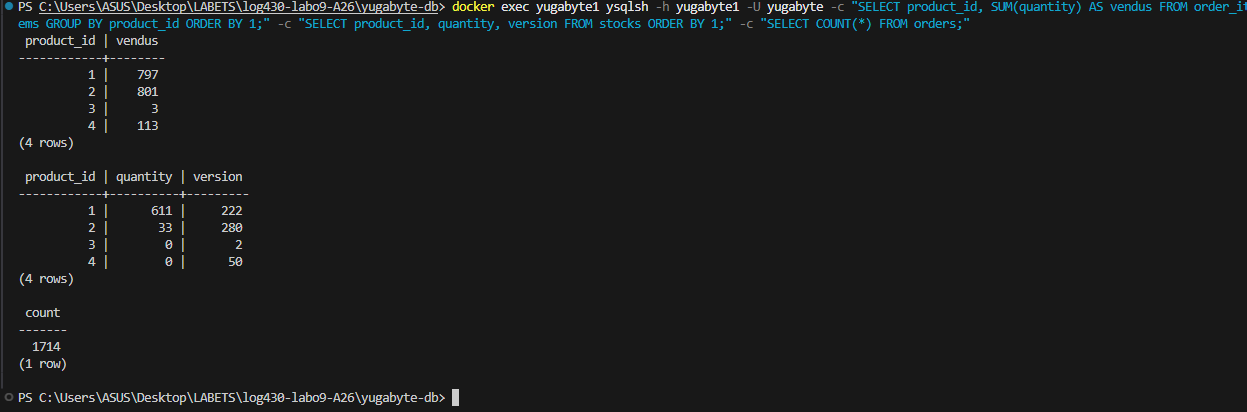 PS C:\Users\ASUS\Desktop\LABETS\log430-labo9-A26\yugabyte-db> docker exec yugabyte1 ysqlsh -h yugabyte1 -U yugabyte -c "SELECT product_id, SUM(quantity) AS vendus FROM order_it
ems GROUP BY product_id ORDER BY 1;" -c "SELECT product_id, quantity, version FROM stocks ORDER BY 1;" -c "SELECT COUNT(*) FROM orders;"
 product_id | vendus
------------+--------
          1 |    797
          2 |    801
          3 |      3
          4 |    113
(4 rows)

 product_id | quantity | version
------------+----------+---------
          1 |      611 |     222
          2 |       33 |     280
          3 |        0 |       2
          4 |        0 |      50
(4 rows)

 count
-------
  1714
(1 row)

PS C:\Users\ASUS\Desktop\LABETS\log430-labo9-A26\yugabyte-db>